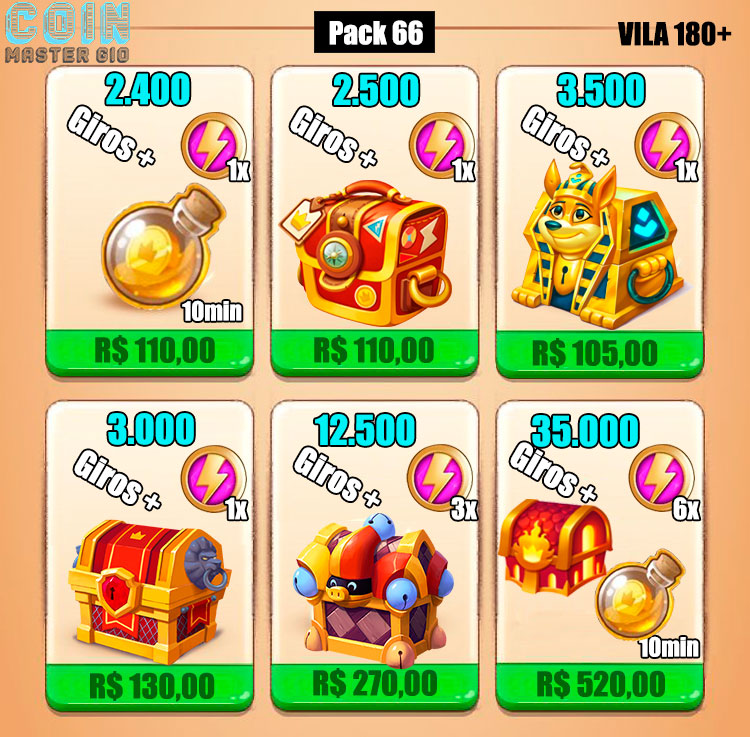 COIN
MASTER GIO
Pack 66
VILA 180+
2.400
Giros +
1x
10min
R$ 110,00
2.500
Giros +
1x
R$ 110,00
3.500
Giros +
1x
R$ 105,00
3.000
Giros +
1x
R$ 130,00
12.500
Giros +
3x
R$ 270,00
35.000
Giros +
6x
10min
R$ 520,00